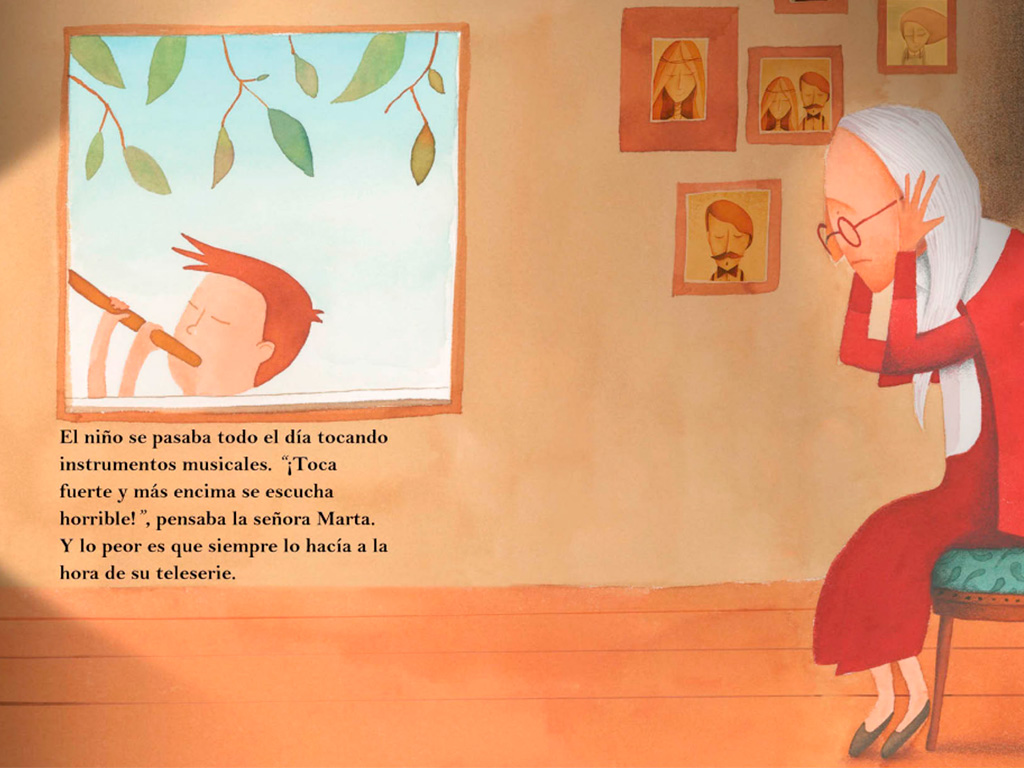 El niño se pasaba todo el día tocando
instrumentos musicales. “¡Toca
fuerte y más encima se escucha
horrible!”, pensaba la señora Marta.
Y lo peor es que siempre lo hacía a la
hora de su teleserie.